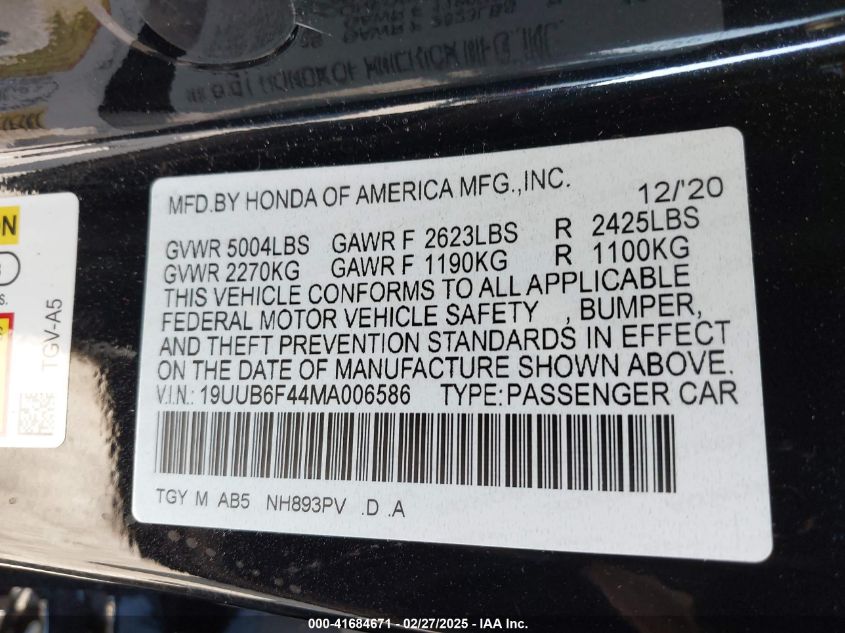 MFD.BY HONDA OF AMERICA MFG.,INC. 12/'20
GVWR 5004LBS GAWR F 2623LBS R 2425LBS
GVWR 2270KG GAWR F 1190KG R 1100KG
THIS VEHICLE CONFORMS TO ALL APPLICABLE
FEDERAL MOTOR VEHICLE SAFETY , BUMPER,
AND THEFT PREVENTION STANDARDS IN EFFECT
ON THE DATE OF MANUFACTURE SHOWN ABOVE.
V.I.N.: 19UUB6F44MA006586 TYPE:PASSENGER CAR
TGY M AB5 NH893PV .D .A
TGV-A5
000-41684671 - 02/27/2025 - IAA Inc.